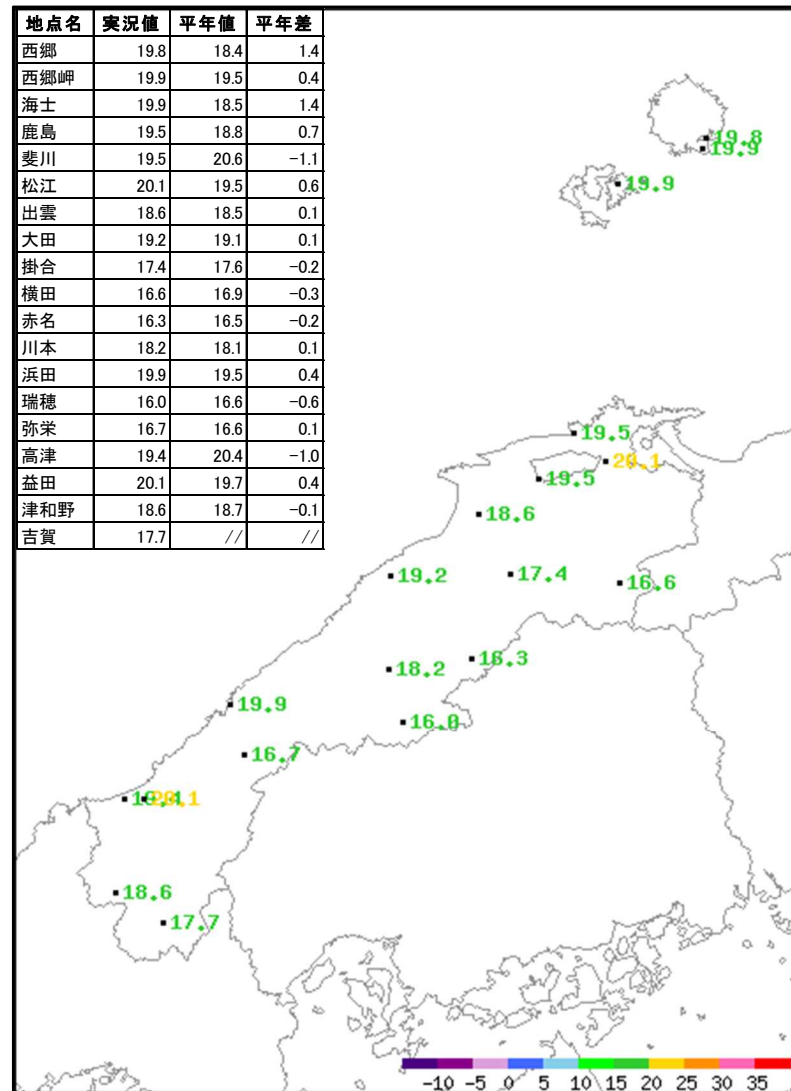 地点名 実況値 平年値 平年差
西郷 19.8 18.4 1.4
西郷岬 19.9 19.5 0.4
海士 19.9 18.5 1.4
鹿島 19.5 18.8 0.7
斐川 19.5 20.6 −1.1
松江 20.1 19.5 0.6
出雲 18.6 18.5 0.1
大田 19.2 19.1 0.1
掛合 17.4 17.6 −0.2
横田 16.6 16.9 −0.3
赤名 16.3 16.5 −0.2
川本 18.2 18.1 0.1
浜田 19.9 19.5 0.4
瑞穂 16.0 16.6 −0.6
弥栄 16.7 16.6 0.1
高津 19.4 20.4 −1.0
益田 20.1 19.7 0.4
津和野 18.6 18.7 −0.1
吉賀 17.7 // //
19.8
19.9
19.9
19.5
20.1
19.5
18.6
19.2 17.4 16.6
16.3
18.2
19.9
16.0
16.7
19.4 20.1
18.6
17.7
−10 −5 0 5 10 15 20 25 30 35